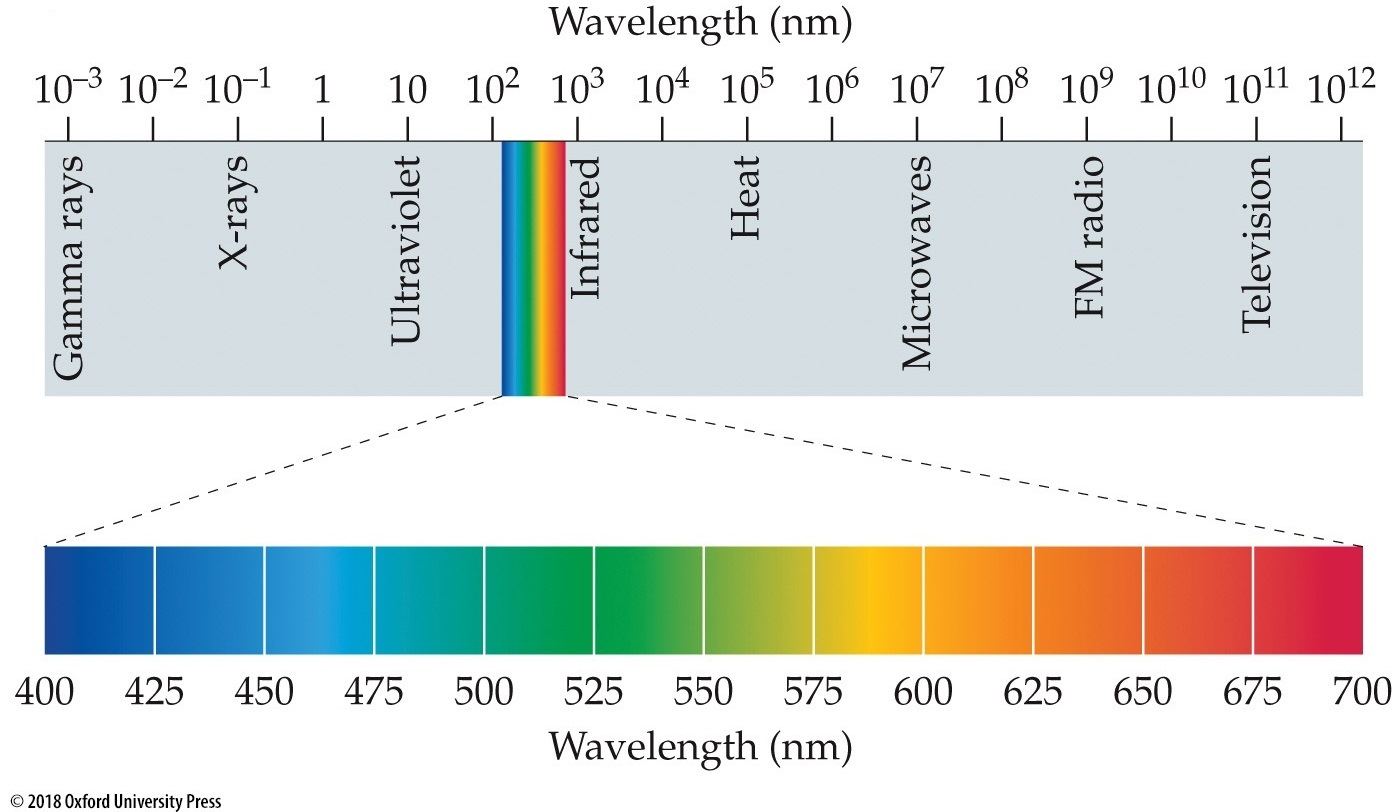 Wavelength (nm)
10⁻³ 10⁻² 10⁻¹ 1 10 10² 10³ 10⁴ 10⁵ 10⁶ 10⁷ 10⁸ 10⁹ 10¹⁰ 10¹¹ 10¹²
Gamma rays
X-rays
Ultraviolet
Infrared
Heat
Microwaves
FM radio
Television
400 425 450 475 500 525 550 575 600 625 650 675 700
Wavelength (nm)
© 2018 Oxford University Press